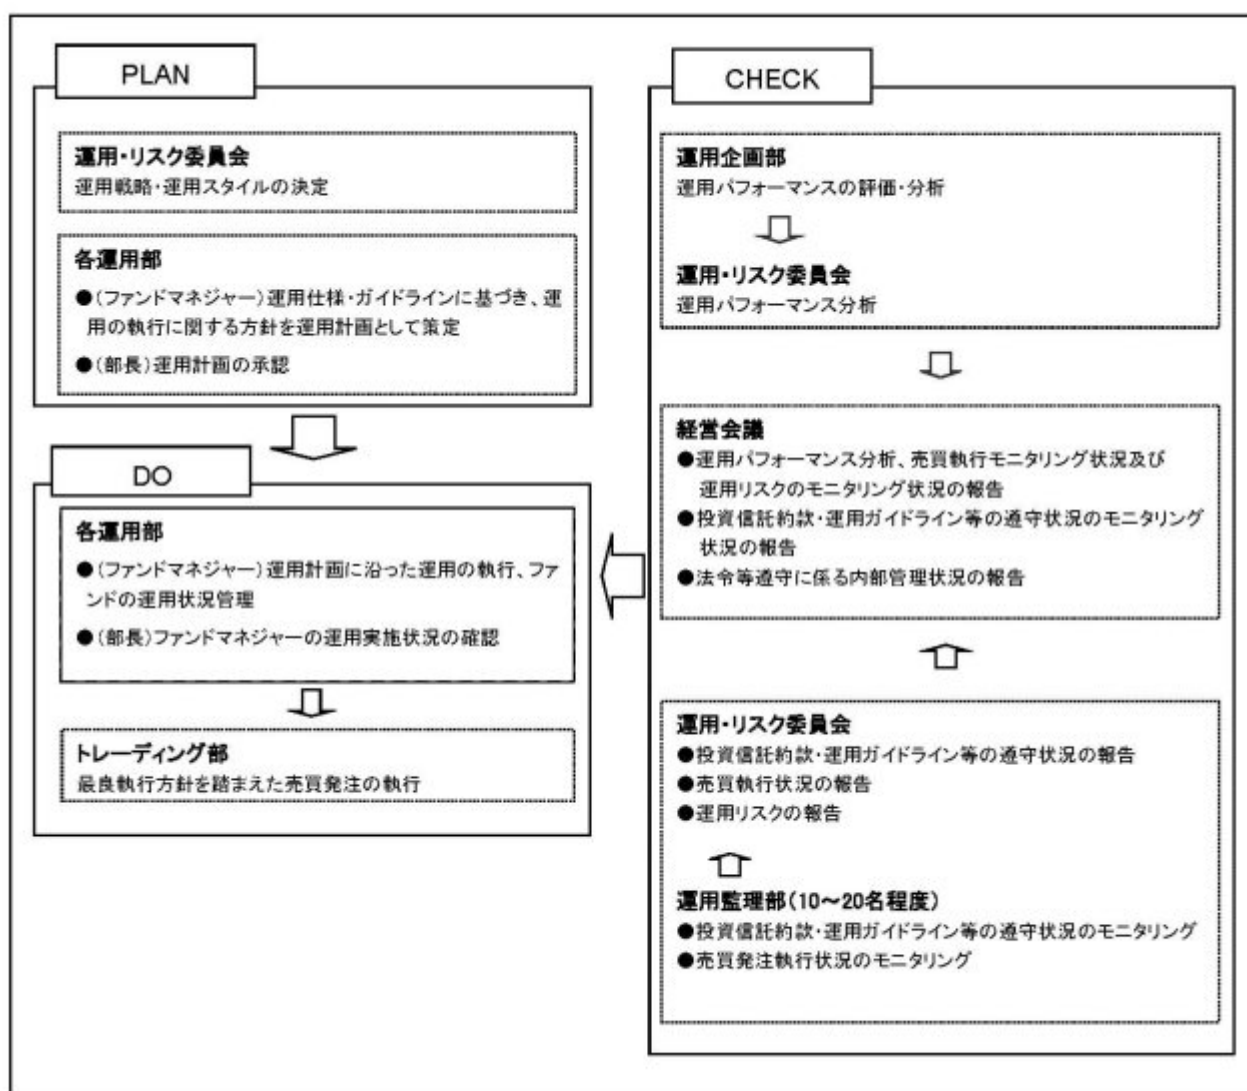 PLAN
運用・リスク委員会
運用戦略・運用スタイルの決定
各運用部
●(ファンドマネジャー)運用仕様・ガイドラインに基づき、運
用の執行に関する方針を運用計画として策定
●(部長)運用計画の承認
DO
各運用部
●(ファンドマネジャー)運用計画に沿った運用の執行、ファ
ンドの運用状況管理
●(部長)ファンドマネジャーの運用実施状況の確認
トレーディング部
最良執行方針を踏まえた売買発注の執行
CHECK
運用企画部
運用パフォーマンスの評価・分析
運用・リスク委員会
運用パフォーマンス分析
経営会議
●運用パフォーマンス分析、売買執行モニタリング状況及び
運用リスクのモニタリング状況の報告
●投資信託約款・運用ガイドライン等の遵守状況のモニタリング
状況の報告
●法令等遵守に係る内部管理状況の報告
運用・リスク委員会
●投資信託約款・運用ガイドライン等の遵守状況の報告
●売買執行状況の報告
●運用リスクの報告
運用監理部(10～20名程度)
●投資信託約款・運用ガイドライン等の遵守状況のモニタリング
●売買発注執行状況のモニタリング